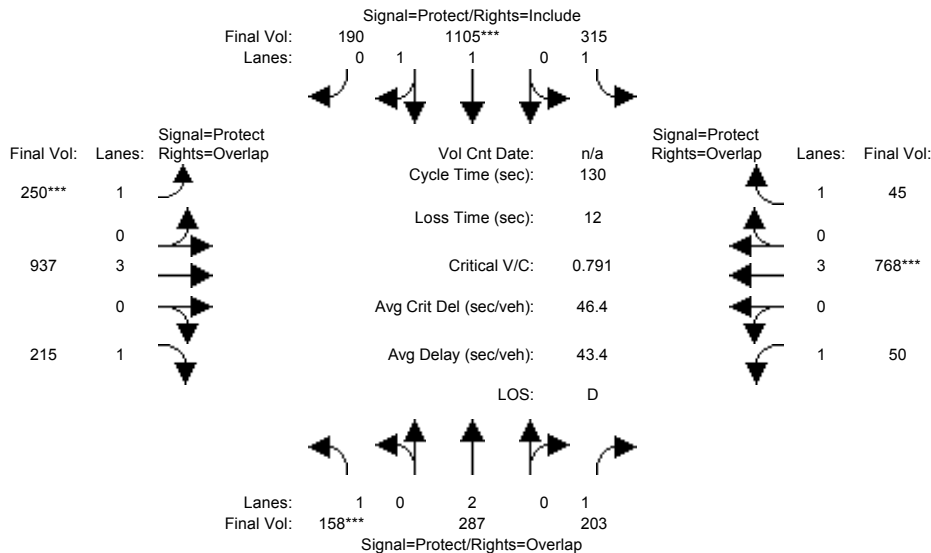 Signal=Protect/Rights=Include
Final Vol: 190 1105*** 315
Lanes: 0 1 1 0 1
Signal=Protect Signal=Protect
Final Vol: Lanes: Rights=Overlap Vol Cnt Date: n/a Rights=Overlap Lanes: Final Vol:
Cycle Time (sec): 130
250*** 1 1 45
Loss Time (sec): 12
0 0
937 3 Critical V/C: 0.791 3 768***
0 Avg Crit Del (sec/veh): 46.4 0
215 1 Avg Delay (sec/veh): 43.4 1 50
LOS: D
Lanes: 1 0 2 0 1
Final Vol: 158*** 287 203
Signal=Protect/Rights=Overlap